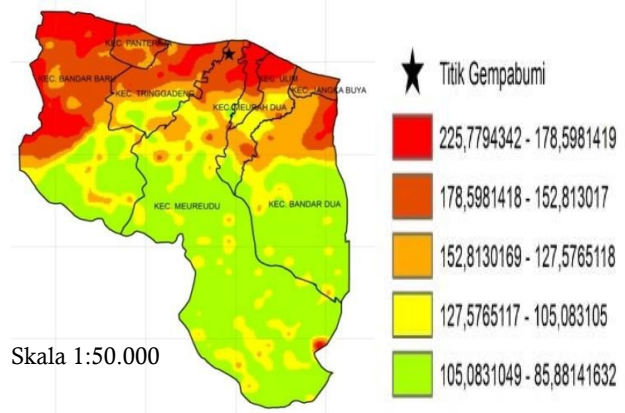 KEC. PANTERAJA
KEC. BANDAR BARU
KEC. ULIM
KEC. JANGKA BUYA
KEC. TRINGGADENG
KEC. MEURAH DUA
KEC. MEUREUDU
KEC. BANDAR DUA
Skala 1:50.000
Titik Gempabumi
225,7794342 - 178,5981419
178,5981418 - 152,813017
152,8130169 - 127,5765118
127,5765117 - 105,083105
105,0831049 - 85,88141632